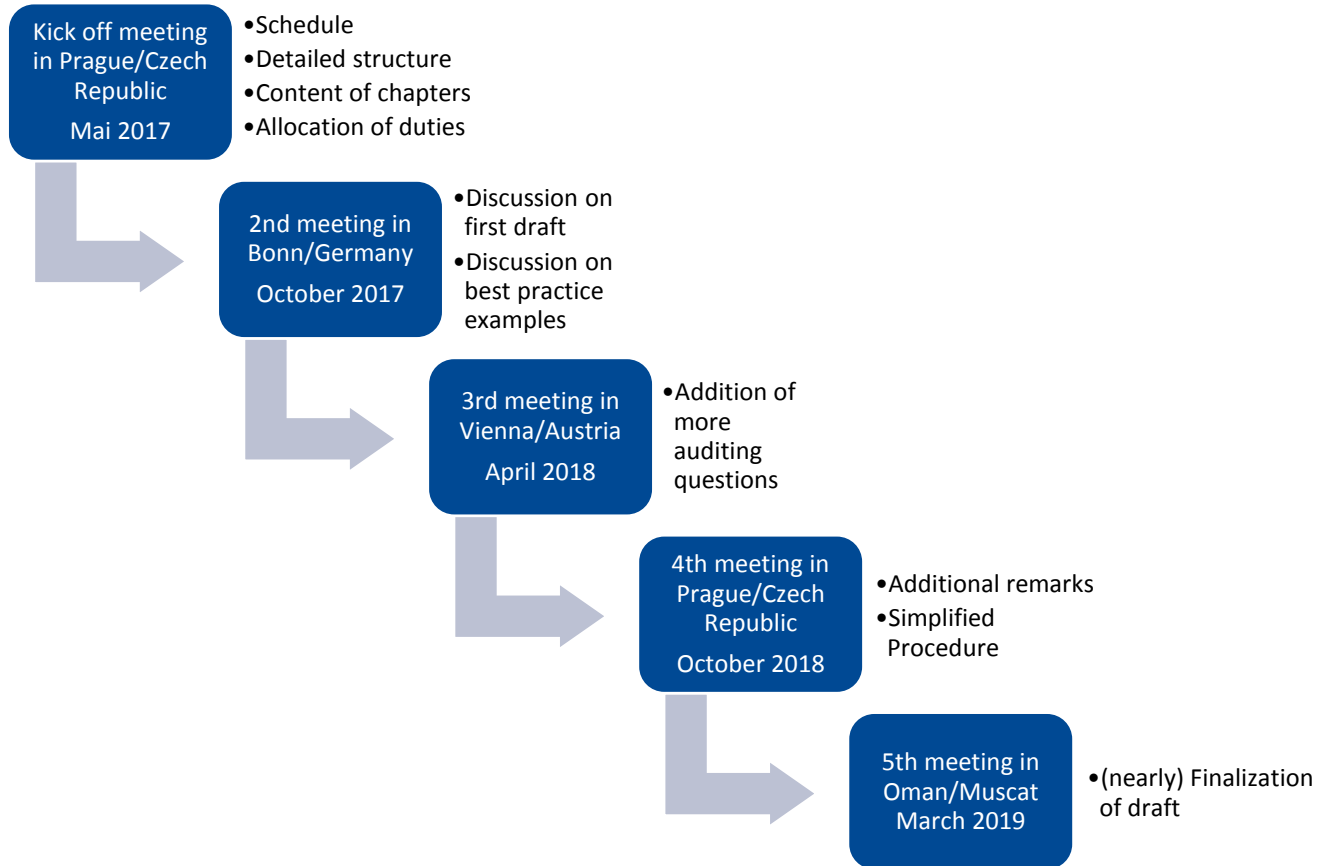 Kick off meeting
in Prague/Czech
Republic
Mai 2017
•Schedule
•Detailed structure
•Content of chapters
•Allocation of duties
2nd meeting in
Bonn/Germany
October 2017
•Discussion on
first draft
•Discussion on
best practice
examples
3rd meeting in
Vienna/Austria
April 2018
•Addition of
more
auditing
questions
4th meeting in
Prague/Czech
Republic
October 2018
•Additional remarks
•Simplified
Procedure
5th meeting in
Oman/Muscat
March 2019
•(nearly) Finalization
of draft